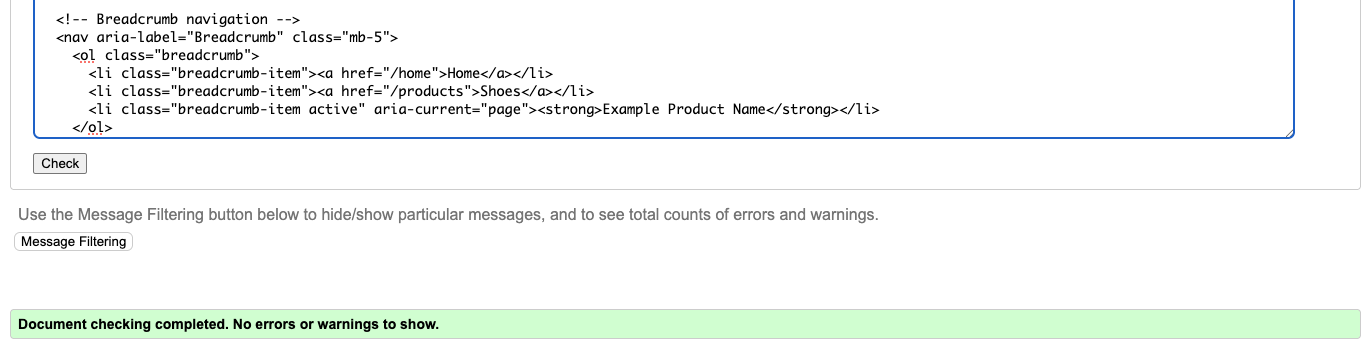 <!-- Breadcrumb navigation -->
<nav aria-label="Breadcrumb" class="mb-5">
<ol class="breadcrumb">
<li class="breadcrumb-item"><a href="/home">Home</a></li>
<li class="breadcrumb-item"><a href="/products">Shoes</a></li>
<li class="breadcrumb-item active" aria-current="page"><strong>Example Product Name</strong></li>
</ol>
Check
Use the Message Filtering button below to hide/show particular messages, and to see total counts of errors and warnings.
Message Filtering
Document checking completed. No errors or warnings to show.